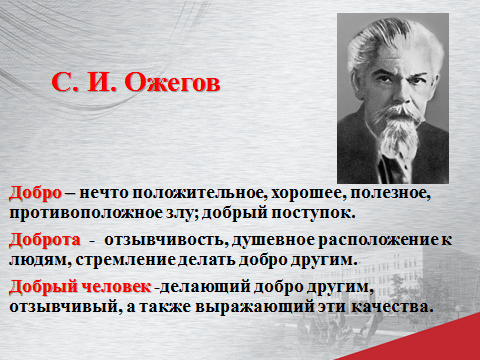 С. И. Ожегов
Добро – нечто положительное, хорошее, полезное,
противоположное злу; добрый поступок.
Доброта - отзывчивость, душевное расположение к
людям, стремление делать добро другим.
Добрый человек -делающий добро другим,
отзывчивый, а также выражающий эти качества.